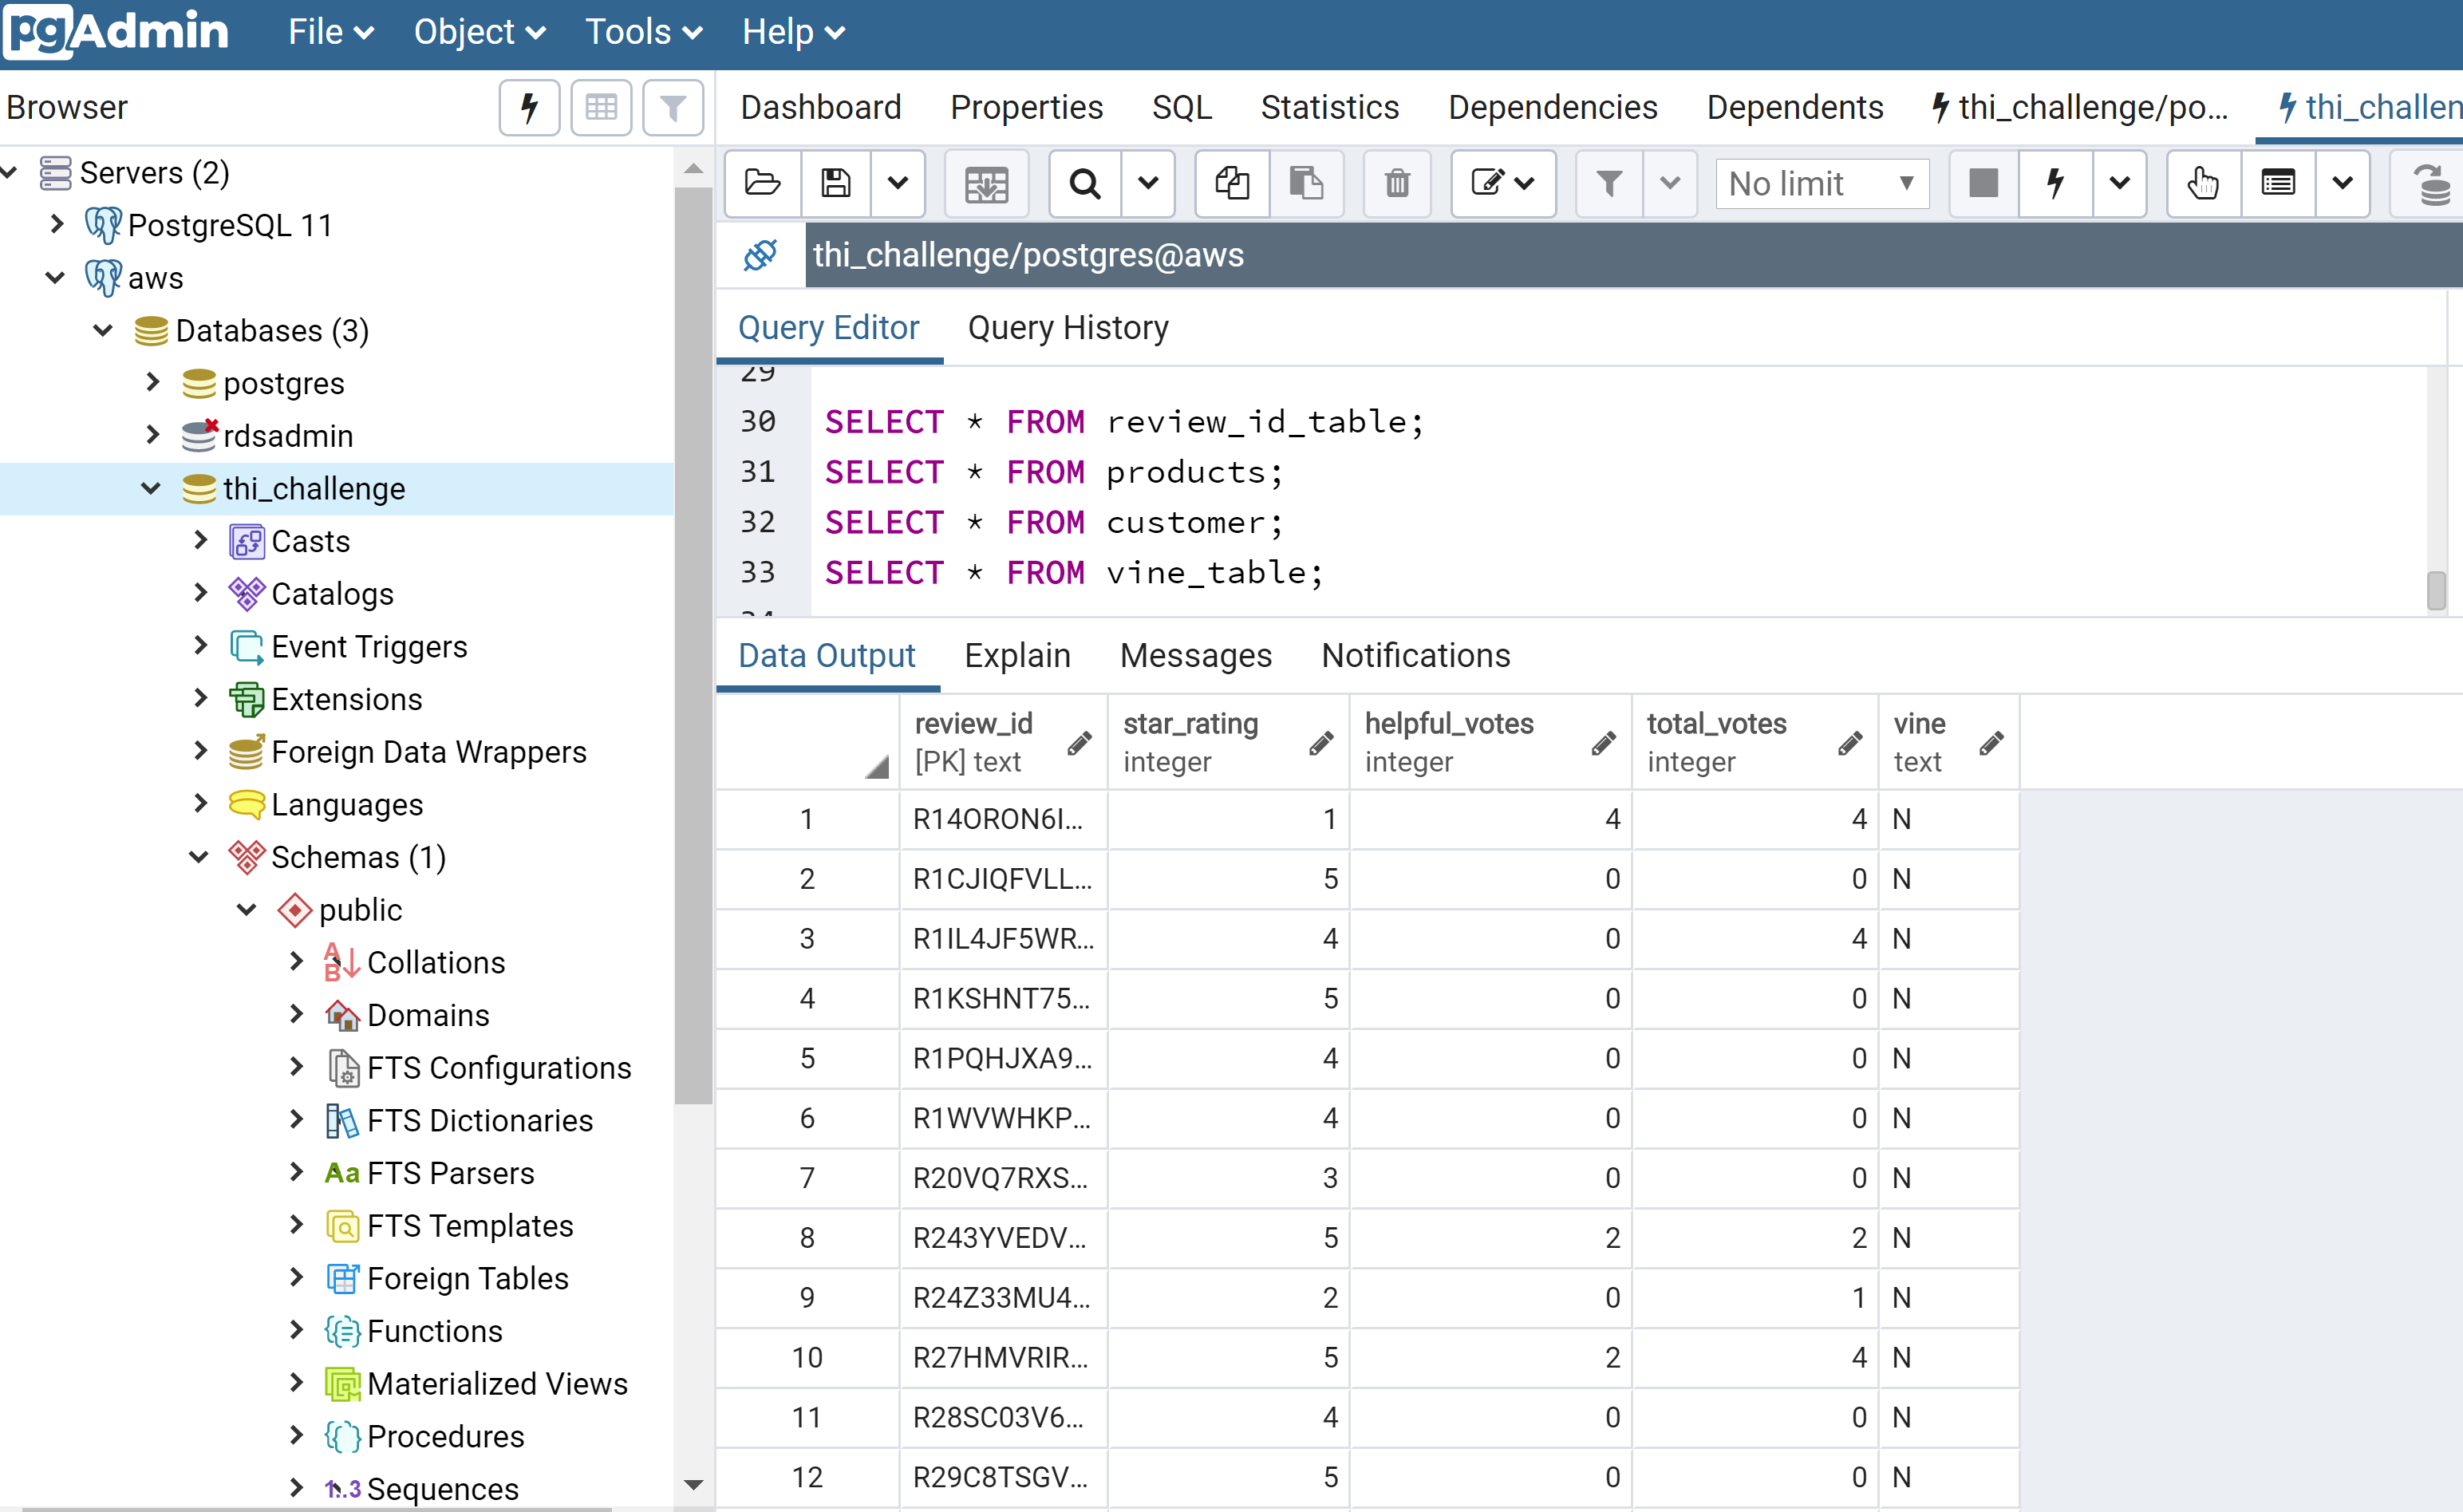 pgAdmin File Object Tools Help
Browser
Dashboard Properties SQL Statistics Dependencies Dependents thi_challenge/po... thi_challen
Servers (2)
PostgreSQL 11
aws
Databases (3)
postgres
rdsadmin
thi_challenge
Casts
Catalogs
Event Triggers
Extensions
Foreign Data Wrappers
Languages
Schemas (1)
public
Collations
Domains
FTS Configurations
FTS Dictionaries
Aa FTS Parsers
FTS Templates
Foreign Tables
Functions
Materialized Views
Procedures
1..3 Sequences
No limit
thi_challenge/postgres@aws
Query Editor Query History
29
30 SELECT * FROM review_id_table;
31 SELECT * FROM products;
32 SELECT * FROM customer;
33 SELECT * FROM vine_table;
34
Data Output Explain Messages Notifications
review_id star_rating helpful_votes total_votes vine
[PK] text integer integer integer text
1 R14ORON6I... 1 4 4 N
2 R1CJIQFVLL... 5 0 0 N
3 R1IL4JF5WR... 4 0 4 N
4 R1KSHNT75... 5 0 0 N
5 R1PQHJXA9... 4 0 0 N
6 R1WVWHKP... 4 0 0 N
7 R20VQ7RXS... 3 0 0 N
8 R243YVEDV... 5 2 2 N
9 R24Z33MU4... 2 0 1 N
10 R27HMVRIR... 5 2 4 N
11 R28SC03V6... 4 0 0 N
12 R29C8TSGV... 5 0 0 N